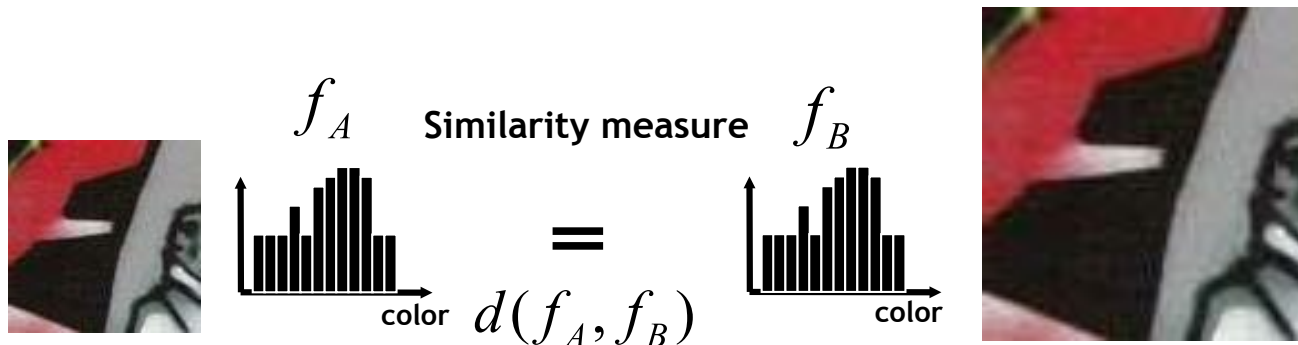 f_A Similarity measure f_B
=
color d(f_A, f_B) color